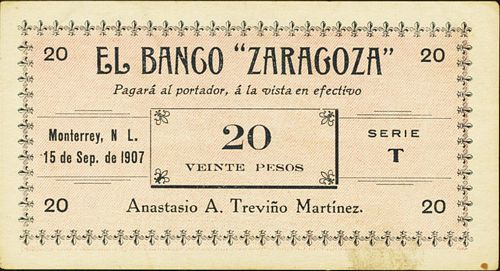 20 EL BANCO "ZARAGOZA" 20
Pagará al portador, á la vista en efectivo
Monterrey, N L.
15 de Sep. de 1907
20
VEINTE PESOS
SERIE
T
20 Anastasio A. Treviño Martínez. 20